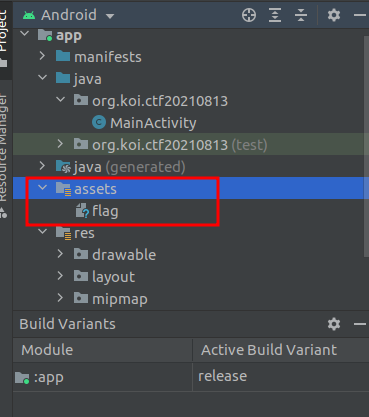 Project
Resource Manager
Android
app
manifests
java
org.koi.ctf20210813
MainActivity
org.koi.ctf20210813 (test)
java (generated)
assets
flag
res
drawable
layout
mipmap
Build Variants
Module Active Build Variant
:app release